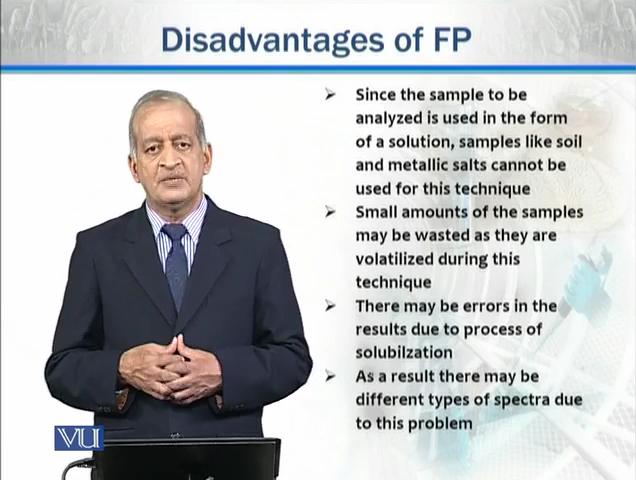 Disadvantages of FP
Since the sample to be
analyzed is used in the form
of a solution, samples like soil
and metallic salts cannot be
used for this technique
Small amounts of the samples
may be wasted as they are
volatilized during this
technique
There may be errors in the
results due to process of
solubilzation
As a result there may be
different types of spectra due
to this problem
VU